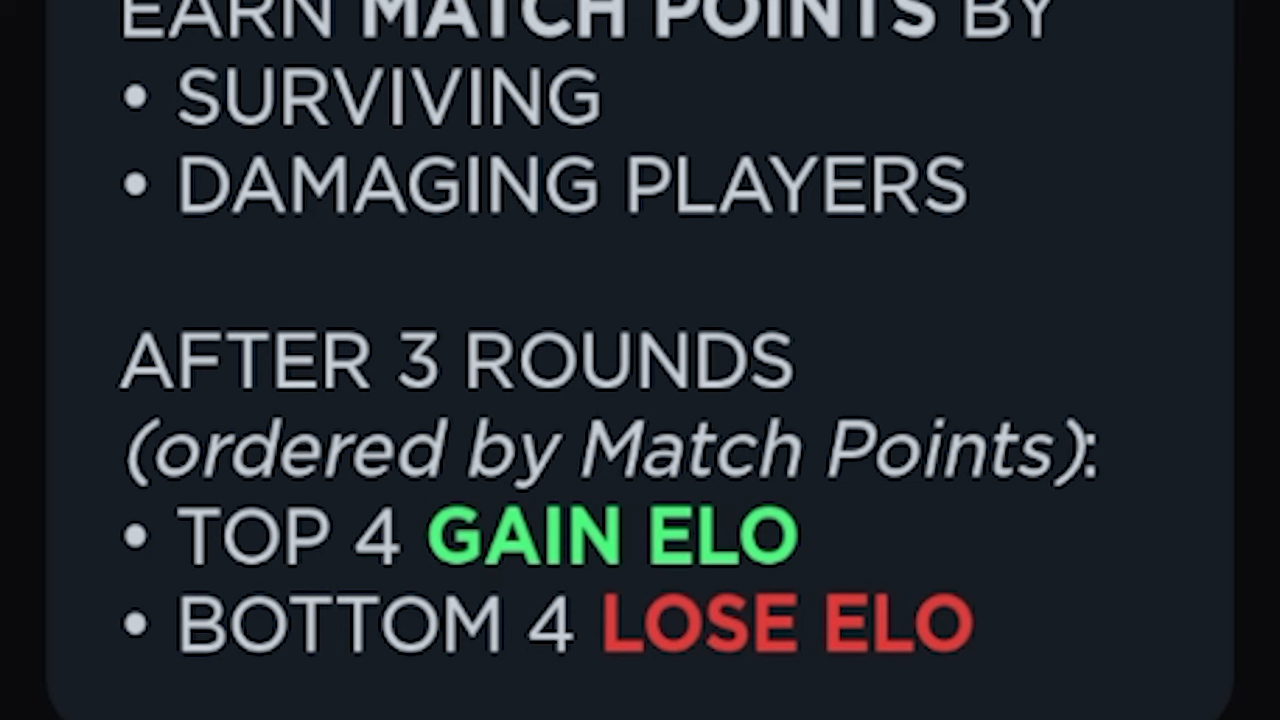 EARN MATCH POINTS BY
• SURVIVING
• DAMAGING PLAYERS
AFTER 3 ROUNDS
(ordered by Match Points):
• TOP 4 GAIN ELO
• BOTTOM 4 LOSE ELO